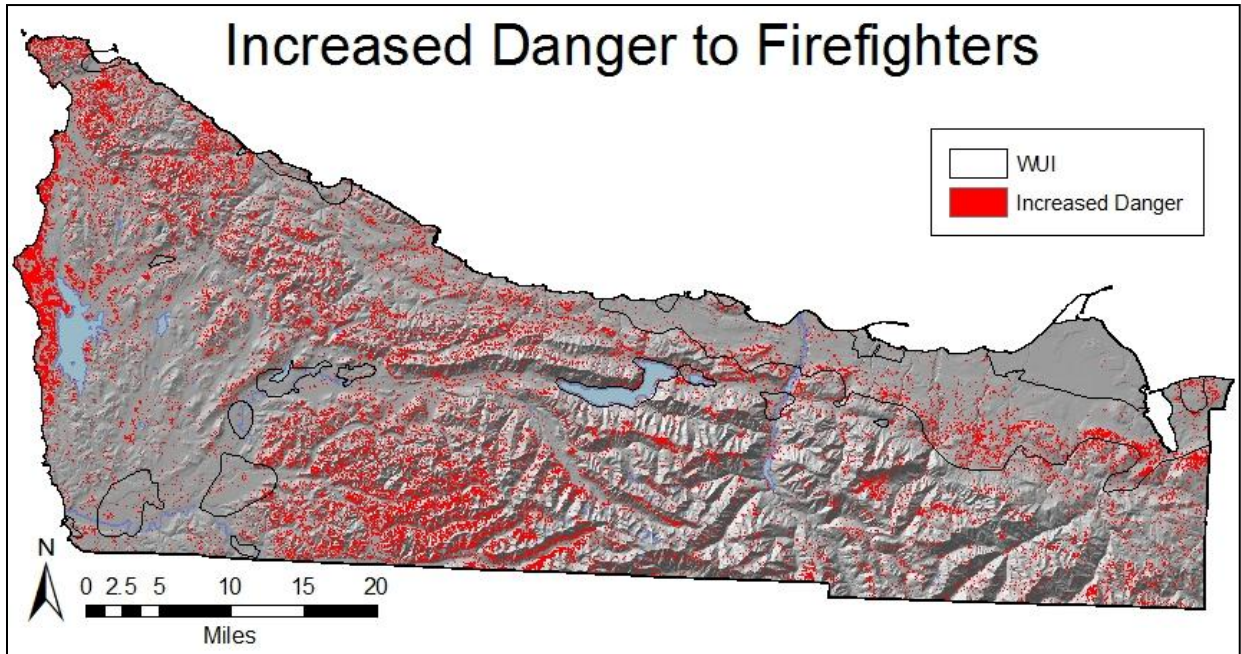 Increased Danger to Firefighters
WUI
Increased Danger
N
0 2.5 5 10 15 20
Miles